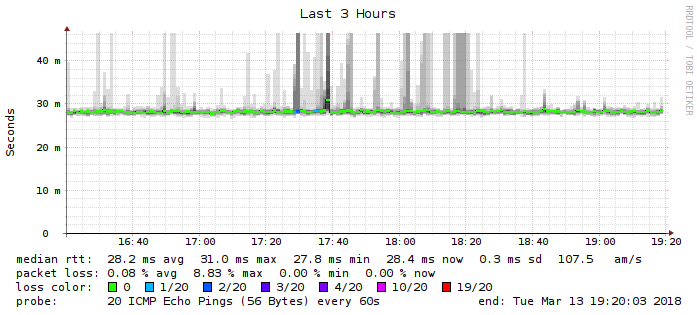 Last 3 Hours
RRDTOOL / TOBI OETIKER
Seconds
40 m
30 m
20 m
10 m
0
16:40 17:00 17:20 17:40 18:00 18:20 18:40 19:00 19:20
median rtt: 28.2 ms avg 31.0 ms max 27.8 ms min 28.4 ms now 0.3 ms sd 107.5 am/s
packet loss: 0.08 % avg 8.83 % max 0.00 % min 0.00 % now
loss color: 0 1/20 2/20 3/20 4/20 10/20 19/20
probe: 20 ICMP Echo Pings (56 Bytes) every 60s end: Tue Mar 13 19:20:03 2018